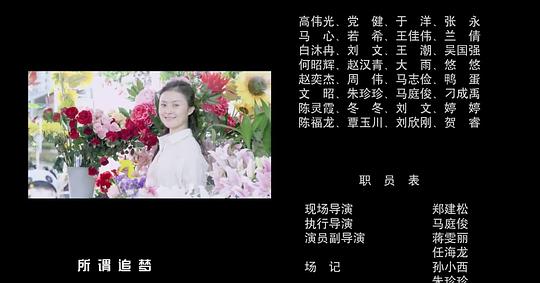 高伟光、党　健、于　洋、张　永
马　心、若　希、王佳伟、兰　倩
白沐冉、刘　文、王　潮、吴国强
何昭辉、赵汉青、大　雨、悠　悠
赵奕杰、周　伟、马志俭、鸭　蛋
文　昭、朱珍珍、马庭俊、刁成禹
陈灵霞、冬　冬、刘　文、婷　婷
陈福龙、覃玉川、刘欣刚、贺　睿
职　员　表
现场导演　郑建松
执行导演　马庭俊
演员副导演　蒋雯丽
任海龙
场　记　孙小西
朱珍珍
所谓追梦